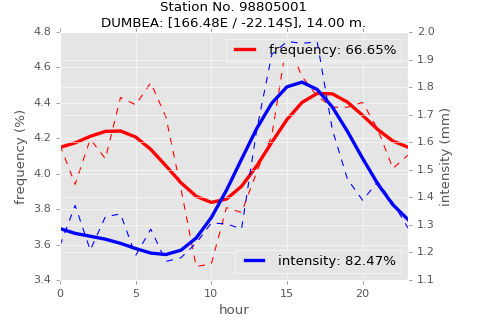 Station No. 98805001
DUMBEA: [166.48E / -22.14S], 14.00 m.
frequency: 66.65%
intensity: 82.47%
frequency (%)
4.8
4.6
4.4
4.2
4.0
3.8
3.6
3.4
intensity (mm)
2.0
1.9
1.8
1.7
1.6
1.5
1.4
1.3
1.2
1.1
0 5 10 15 20
hour